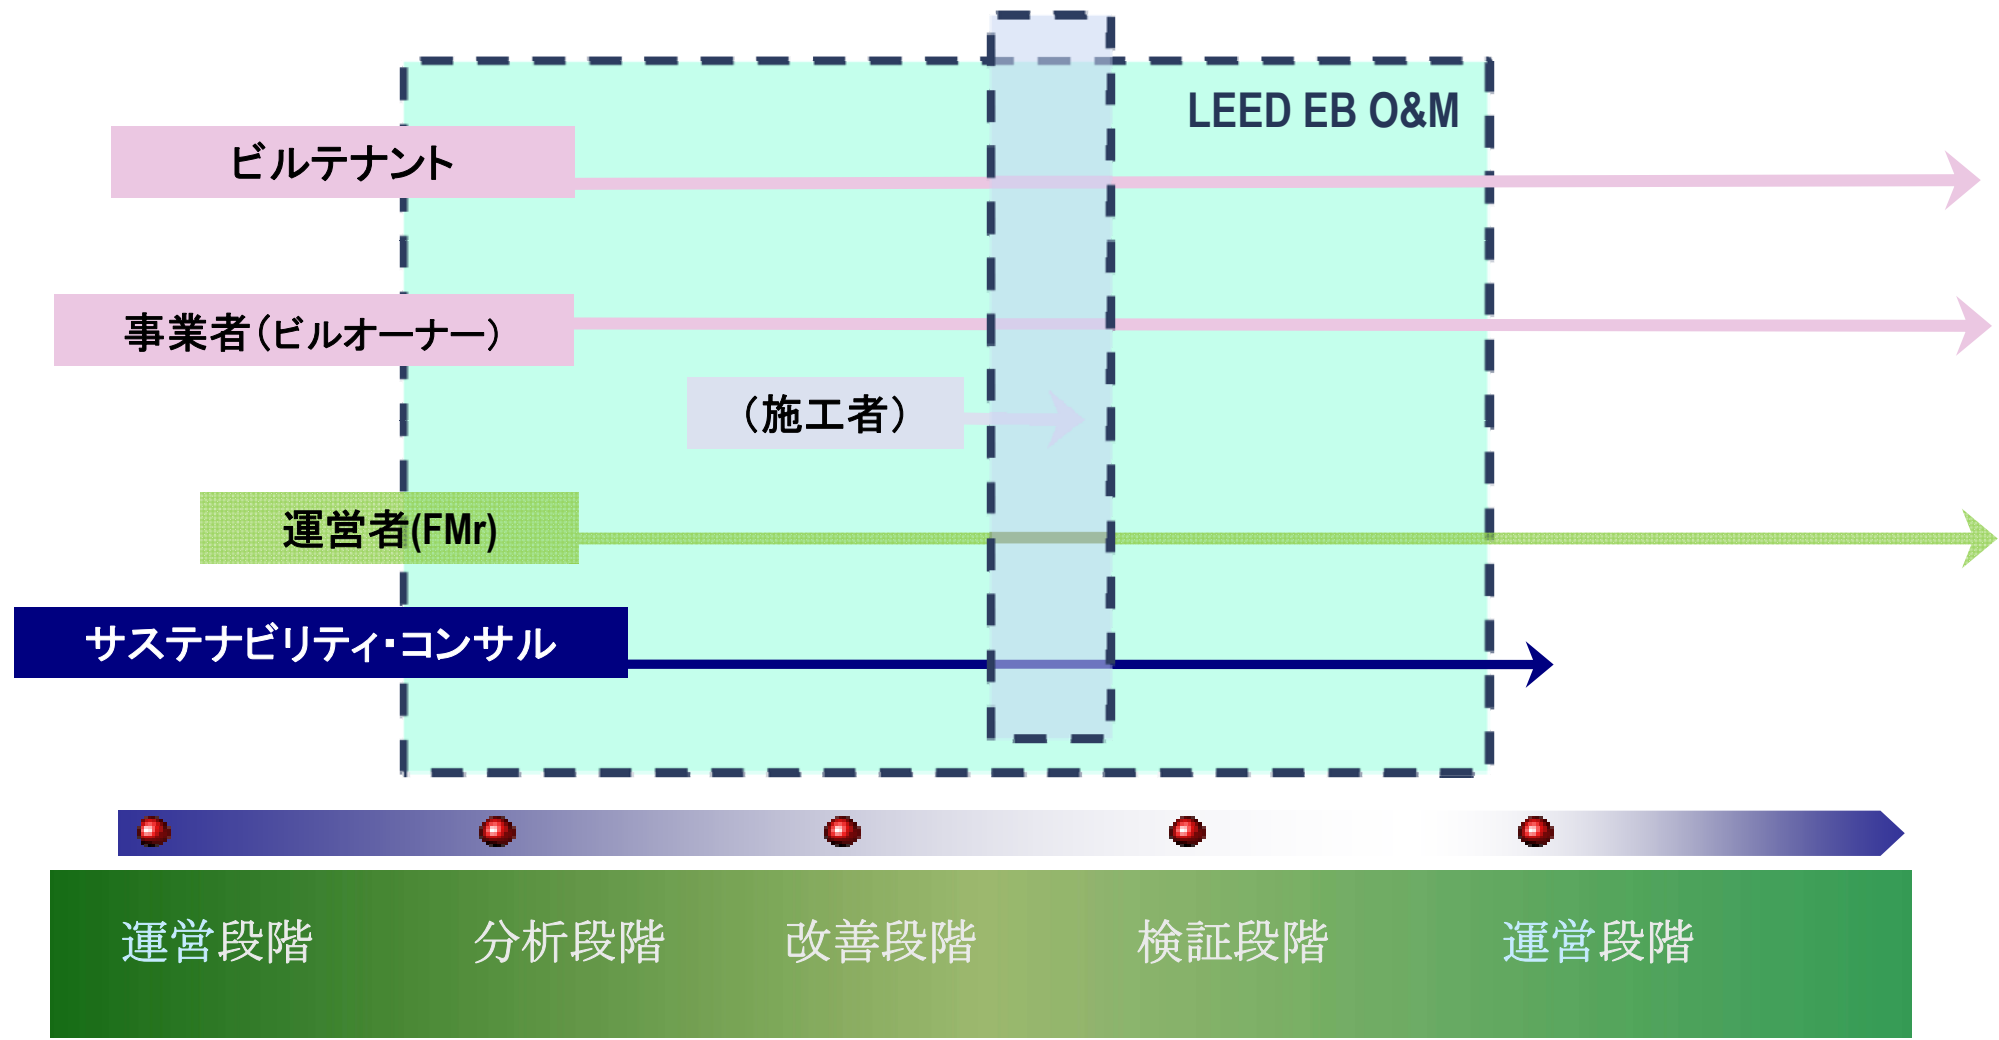 LEED EB O&M
ビルテナント
事業者（ビルオーナー）
（施工者）
運営者(FMr)
サステナビリティ・コンサル
運営段階 分析段階 改善段階 検証段階 運営段階